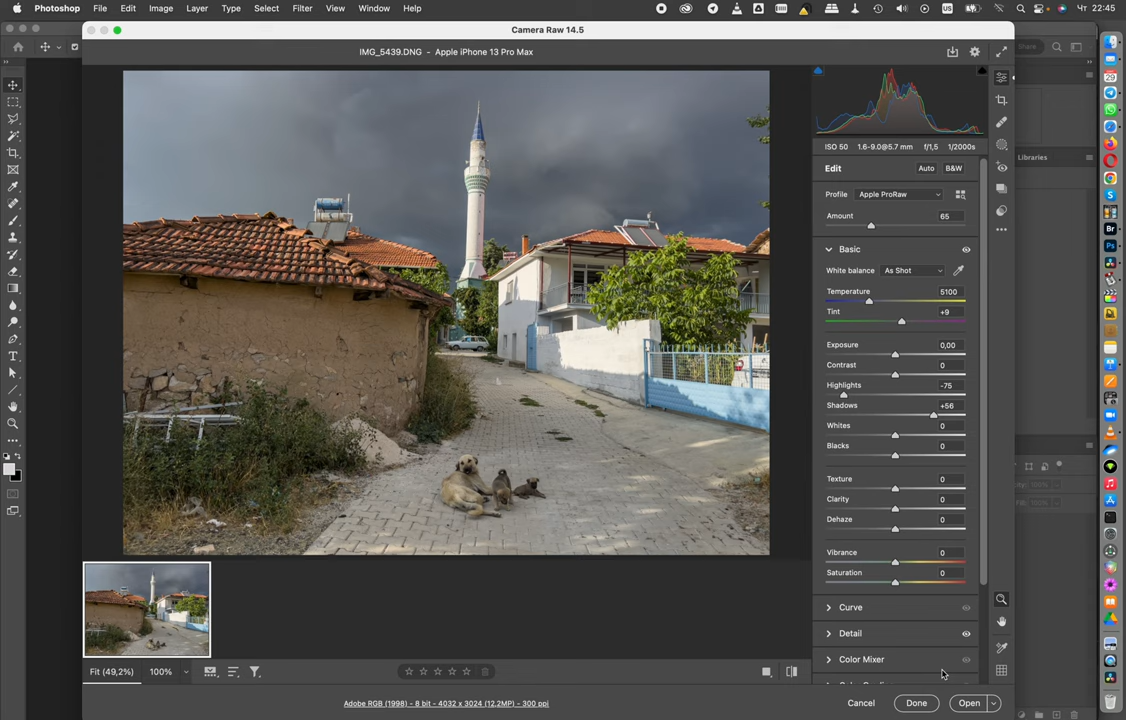 Photoshop File Edit Image Layer Type Select Filter View Window Help US Чт 22:45
Camera Raw 14.5
IMG_5439.DNG - Apple iPhone 13 Pro Max
Share
ISO 50 1.6-9.0@5.7 mm f/1,5 1/2000s
Libraries
Edit Auto B&W
Profile Apple ProRaw
Amount 65
Basic
White balance As Shot
Temperature 5100
Tint +9
Exposure 0,00
Contrast 0
Highlights -75
Shadows +56
Whites 0
Blacks 0
Texture 0
Clarity 0
Dehaze 0
Vibrance 0
Saturation 0
Curve
Detail
Color Mixer
Fit (49,2%) 100%
Adobe RGB (1998) - 8 bit - 4032 x 3024 (12,2MP) - 300 ppi
Cancel Done Open